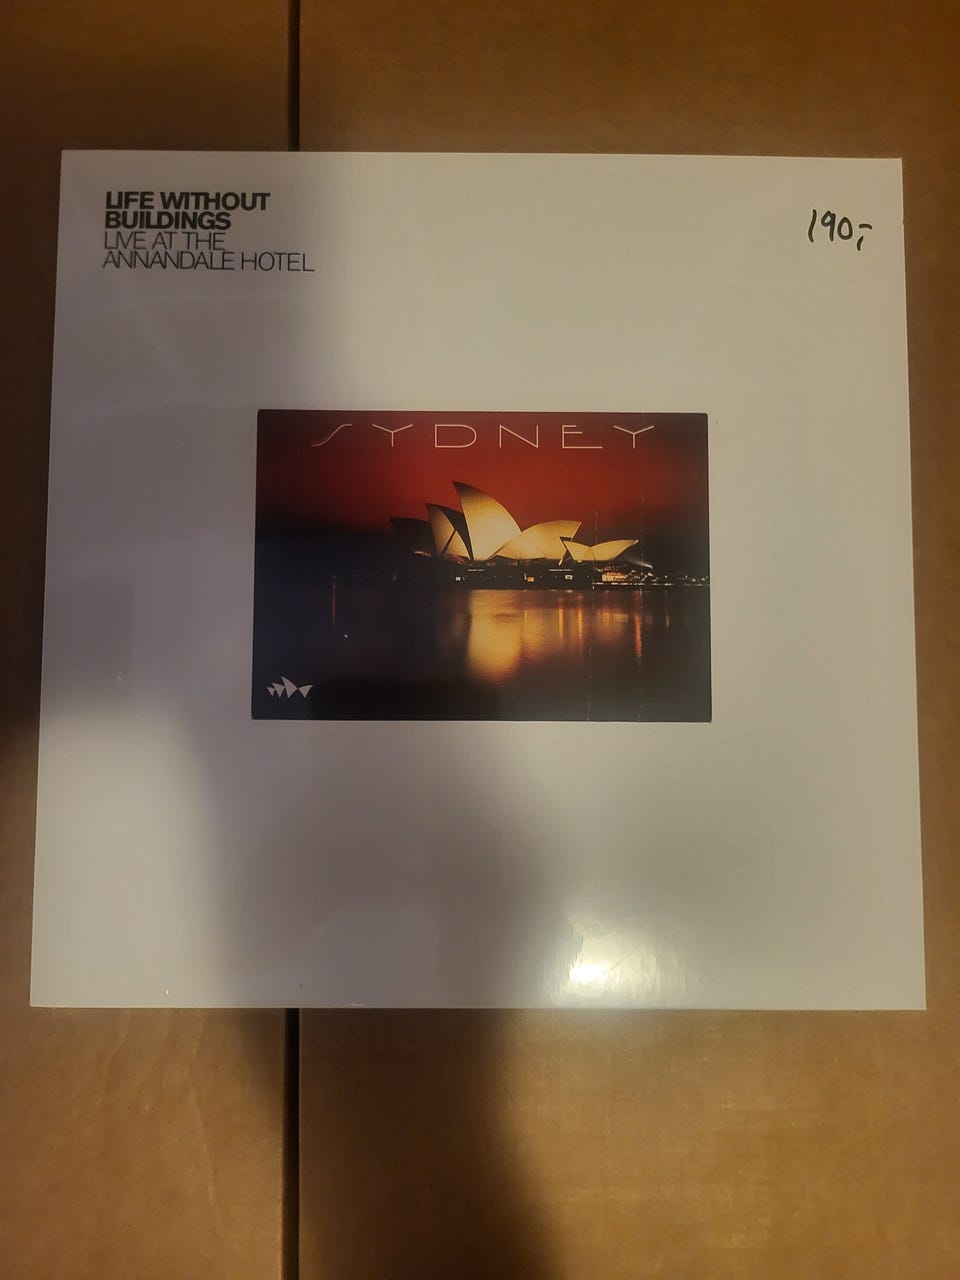 LIFE WITHOUT
BUILDINGS
LIVE AT THE
ANNANDALE HOTEL
190,-
SYDNEY